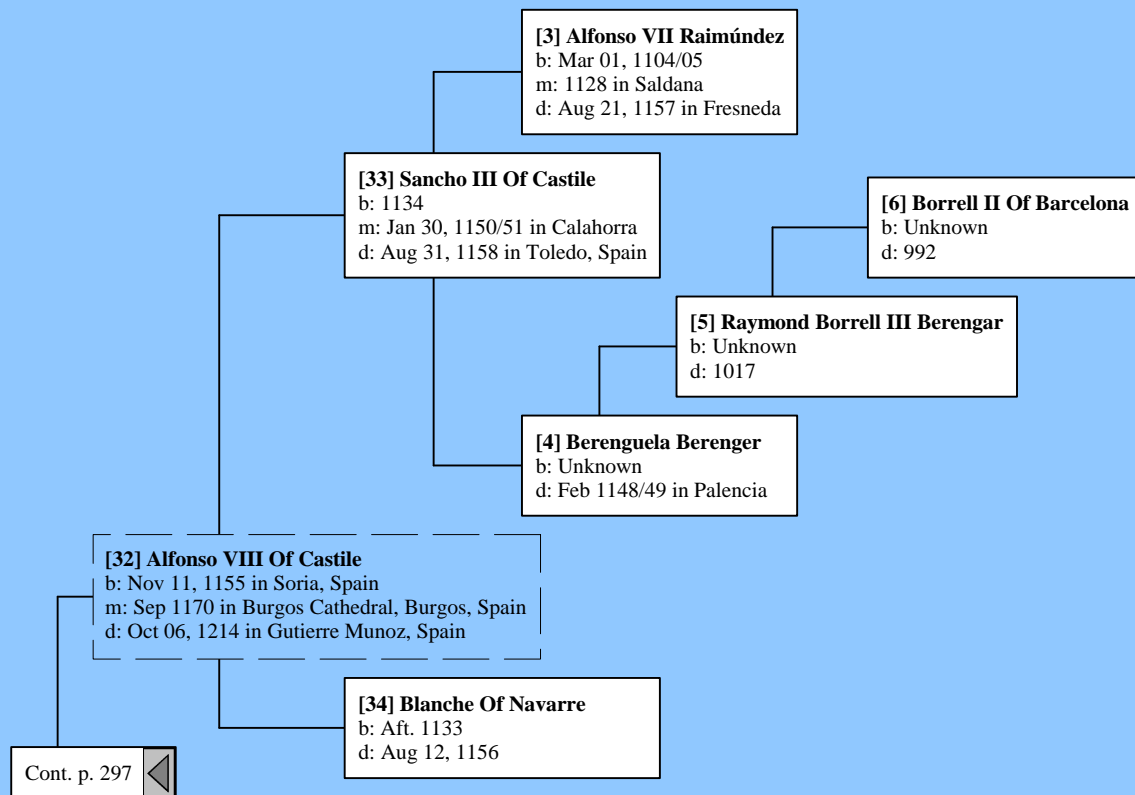 [3] Alfonso VII Raimúndez
b: Mar 01, 1104/05
m: 1128 in Saldana
d: Aug 21, 1157 in Fresneda
[33] Sancho III Of Castile
b: 1134
m: Jan 30, 1150/51 in Calahorra
d: Aug 31, 1158 in Toledo, Spain
[6] Borrell II Of Barcelona
b: Unknown
d: 992
[5] Raymond Borrell III Berengar
b: Unknown
d: 1017
[4] Berenguela Berenger
b: Unknown
d: Feb 1148/49 in Palencia
[32] Alfonso VIII Of Castile
b: Nov 11, 1155 in Soria, Spain
m: Sep 1170 in Burgos Cathedral, Burgos, Spain
d: Oct 06, 1214 in Gutierre Munoz, Spain
[34] Blanche Of Navarre
b: Aft. 1133
d: Aug 12, 1156
Cont. p. 297